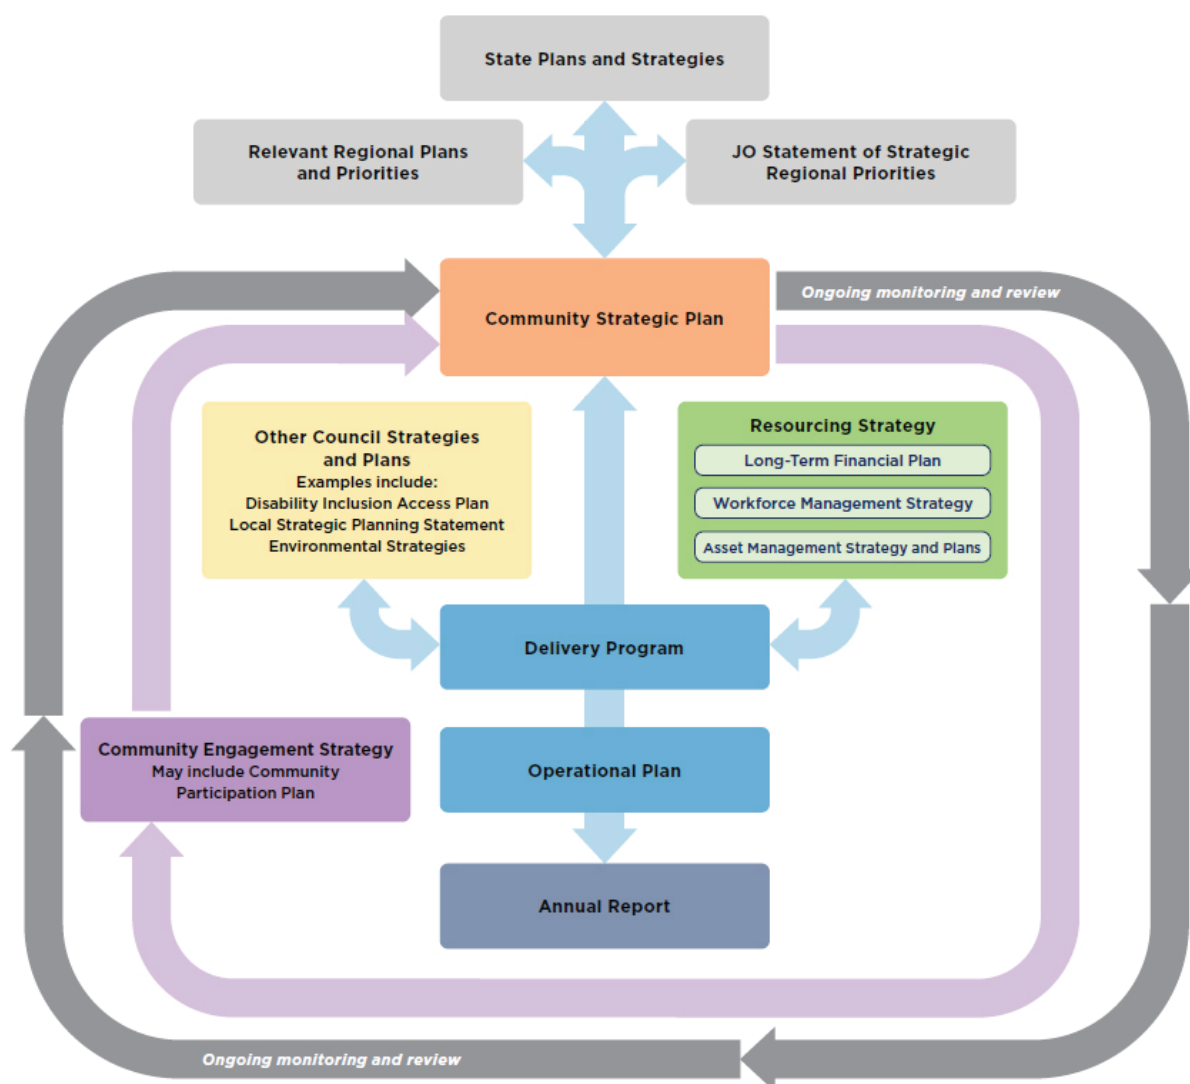 State Plans and Strategies
Relevant Regional Plans
and Priorities
JO Statement of Strategic
Regional Priorities
Community Strategic Plan
Ongoing monitoring and review
Other Council Strategies
and Plans
Examples include:
Disability Inclusion Access Plan
Local Strategic Planning Statement
Environmental Strategies
Resourcing Strategy
Long-Term Financial Plan
Workforce Management Strategy
Asset Management Strategy and Plans
Delivery Program
Community Engagement Strategy
May include Community
Participation Plan
Operational Plan
Annual Report
Ongoing monitoring and review